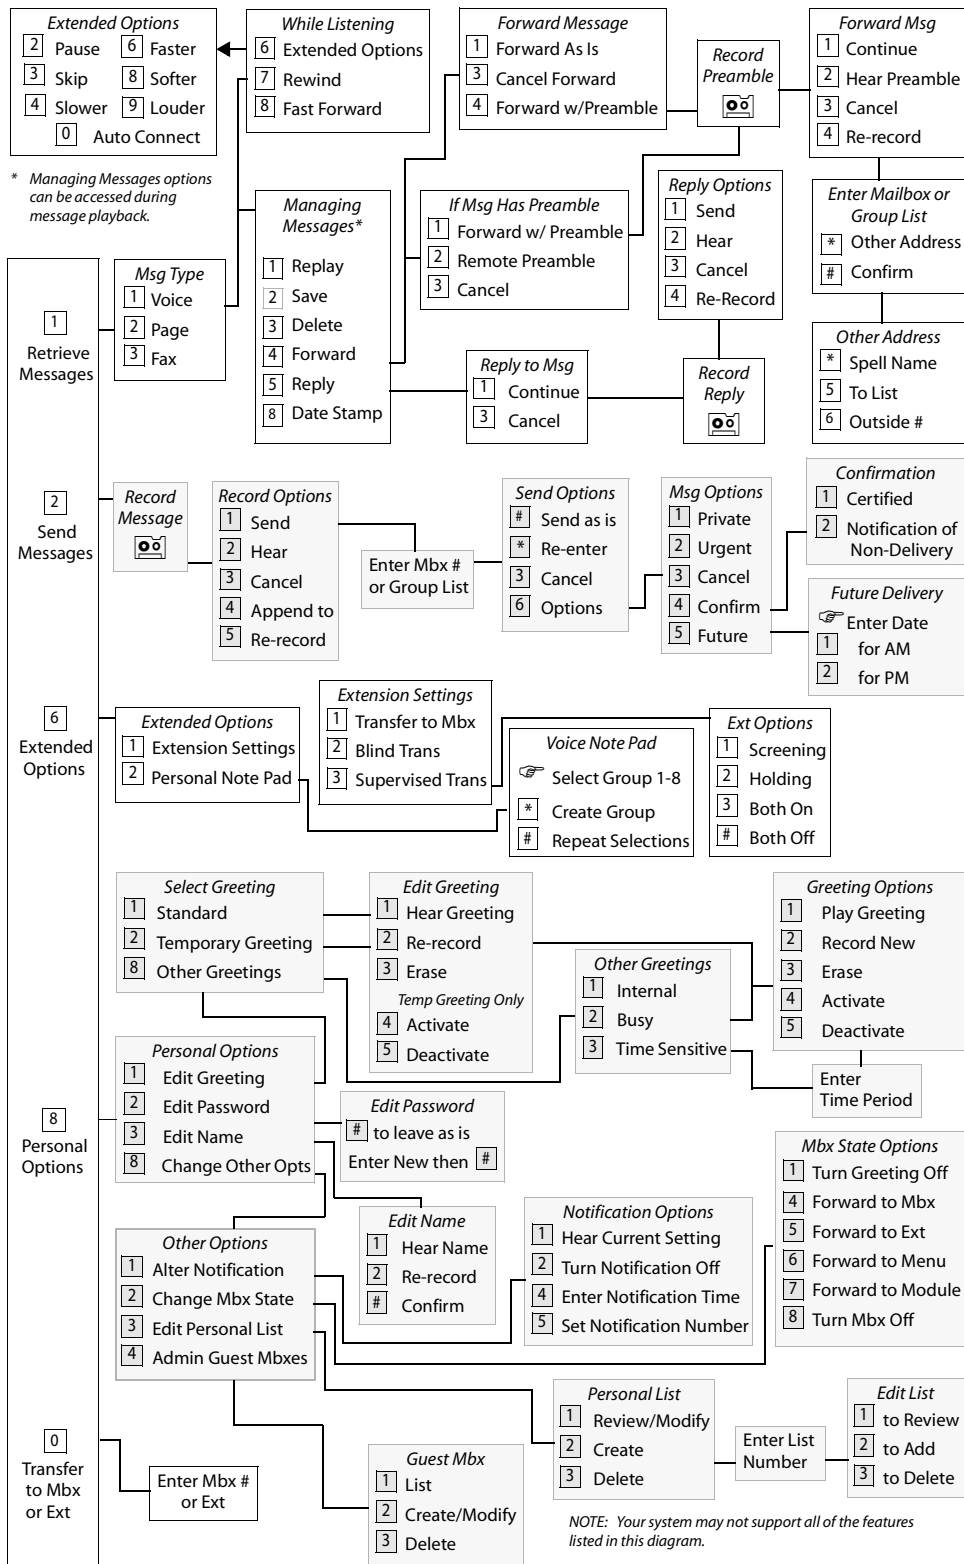 Extended Options
2 Pause 6 Faster
3 Skip 8 Softer
4 Slower 9 Louder
0 Auto Connect
* Managing Messages options
can be accessed during
message playback.
While Listening
6 Extended Options
7 Rewind
8 Fast Forward
Forward Message
1 Forward As Is
3 Cancel Forward
4 Forward w/Preamble
Record
Preamble
Forward Msg
1 Continue
2 Hear Preamble
3 Cancel
4 Re-record
1
Retrieve
Messages
Msg Type
1 Voice
2 Page
3 Fax
Managing
Messages*
1 Replay
2 Save
3 Delete
4 Forward
5 Reply
8 Date Stamp
If Msg Has Preamble
1 Forward w/ Preamble
2 Remote Preamble
3 Cancel
Reply Options
1 Send
2 Hear
3 Cancel
4 Re-Record
Enter Mailbox or
Group List
* Other Address
# Confirm
Reply to Msg
1 Continue
3 Cancel
Record
Reply
Other Address
* Spell Name
5 To List
6 Outside #
2
Send
Messages
Record
Message
Record Options
1 Send
2 Hear
3 Cancel
4 Append to
5 Re-record
Enter Mbx #
or Group List
Send Options
# Send as is
* Re-enter
3 Cancel
6 Options
Msg Options
1 Private
2 Urgent
3 Cancel
4 Confirm
5 Future
Confirmation
1 Certified
2 Notification of
Non-Delivery
Future Delivery
Enter Date
1 for AM
2 for PM
6
Extended
Options
Extended Options
1 Extension Settings
2 Personal Note Pad
Extension Settings
1 Transfer to Mbx
2 Blind Trans
3 Supervised Trans
Voice Note Pad
Select Group 1-8
* Create Group
# Repeat Selections
Ext Options
1 Screening
2 Holding
3 Both On
# Both Off
8
Personal
Options
Select Greeting
1 Standard
2 Temporary Greeting
8 Other Greetings
Edit Greeting
1 Hear Greeting
2 Re-record
3 Erase
Temp Greeting Only
4 Activate
5 Deactivate
Other Greetings
1 Internal
2 Busy
3 Time Sensitive
Greeting Options
1 Play Greeting
2 Record New
3 Erase
4 Activate
5 Deactivate
Enter
Time Period
Personal Options
1 Edit Greeting
2 Edit Password
3 Edit Name
8 Change Other Opts
Edit Password
# to leave as is
Enter New then #
Edit Name
1 Hear Name
2 Re-record
# Confirm
Other Options
1 Alter Notification
2 Change Mbx State
3 Edit Personal List
4 Admin Guest Mbxes
Notification Options
1 Hear Current Setting
2 Turn Notification Off
4 Enter Notification Time
5 Set Notification Number
Mbx State Options
1 Turn Greeting Off
4 Forward to Mbx
5 Forward to Ext
6 Forward to Menu
7 Forward to Module
8 Turn Mbx Off
Personal List
1 Review/Modify
2 Create
3 Delete
Enter List
Number
Edit List
1 to Review
2 to Add
3 to Delete
0
Transfer
to Mbx
or Ext
Enter Mbx #
or Ext
Guest Mbx
1 List
2 Create/Modify
3 Delete
NOTE: Your system may not support all of the features
listed in this diagram.